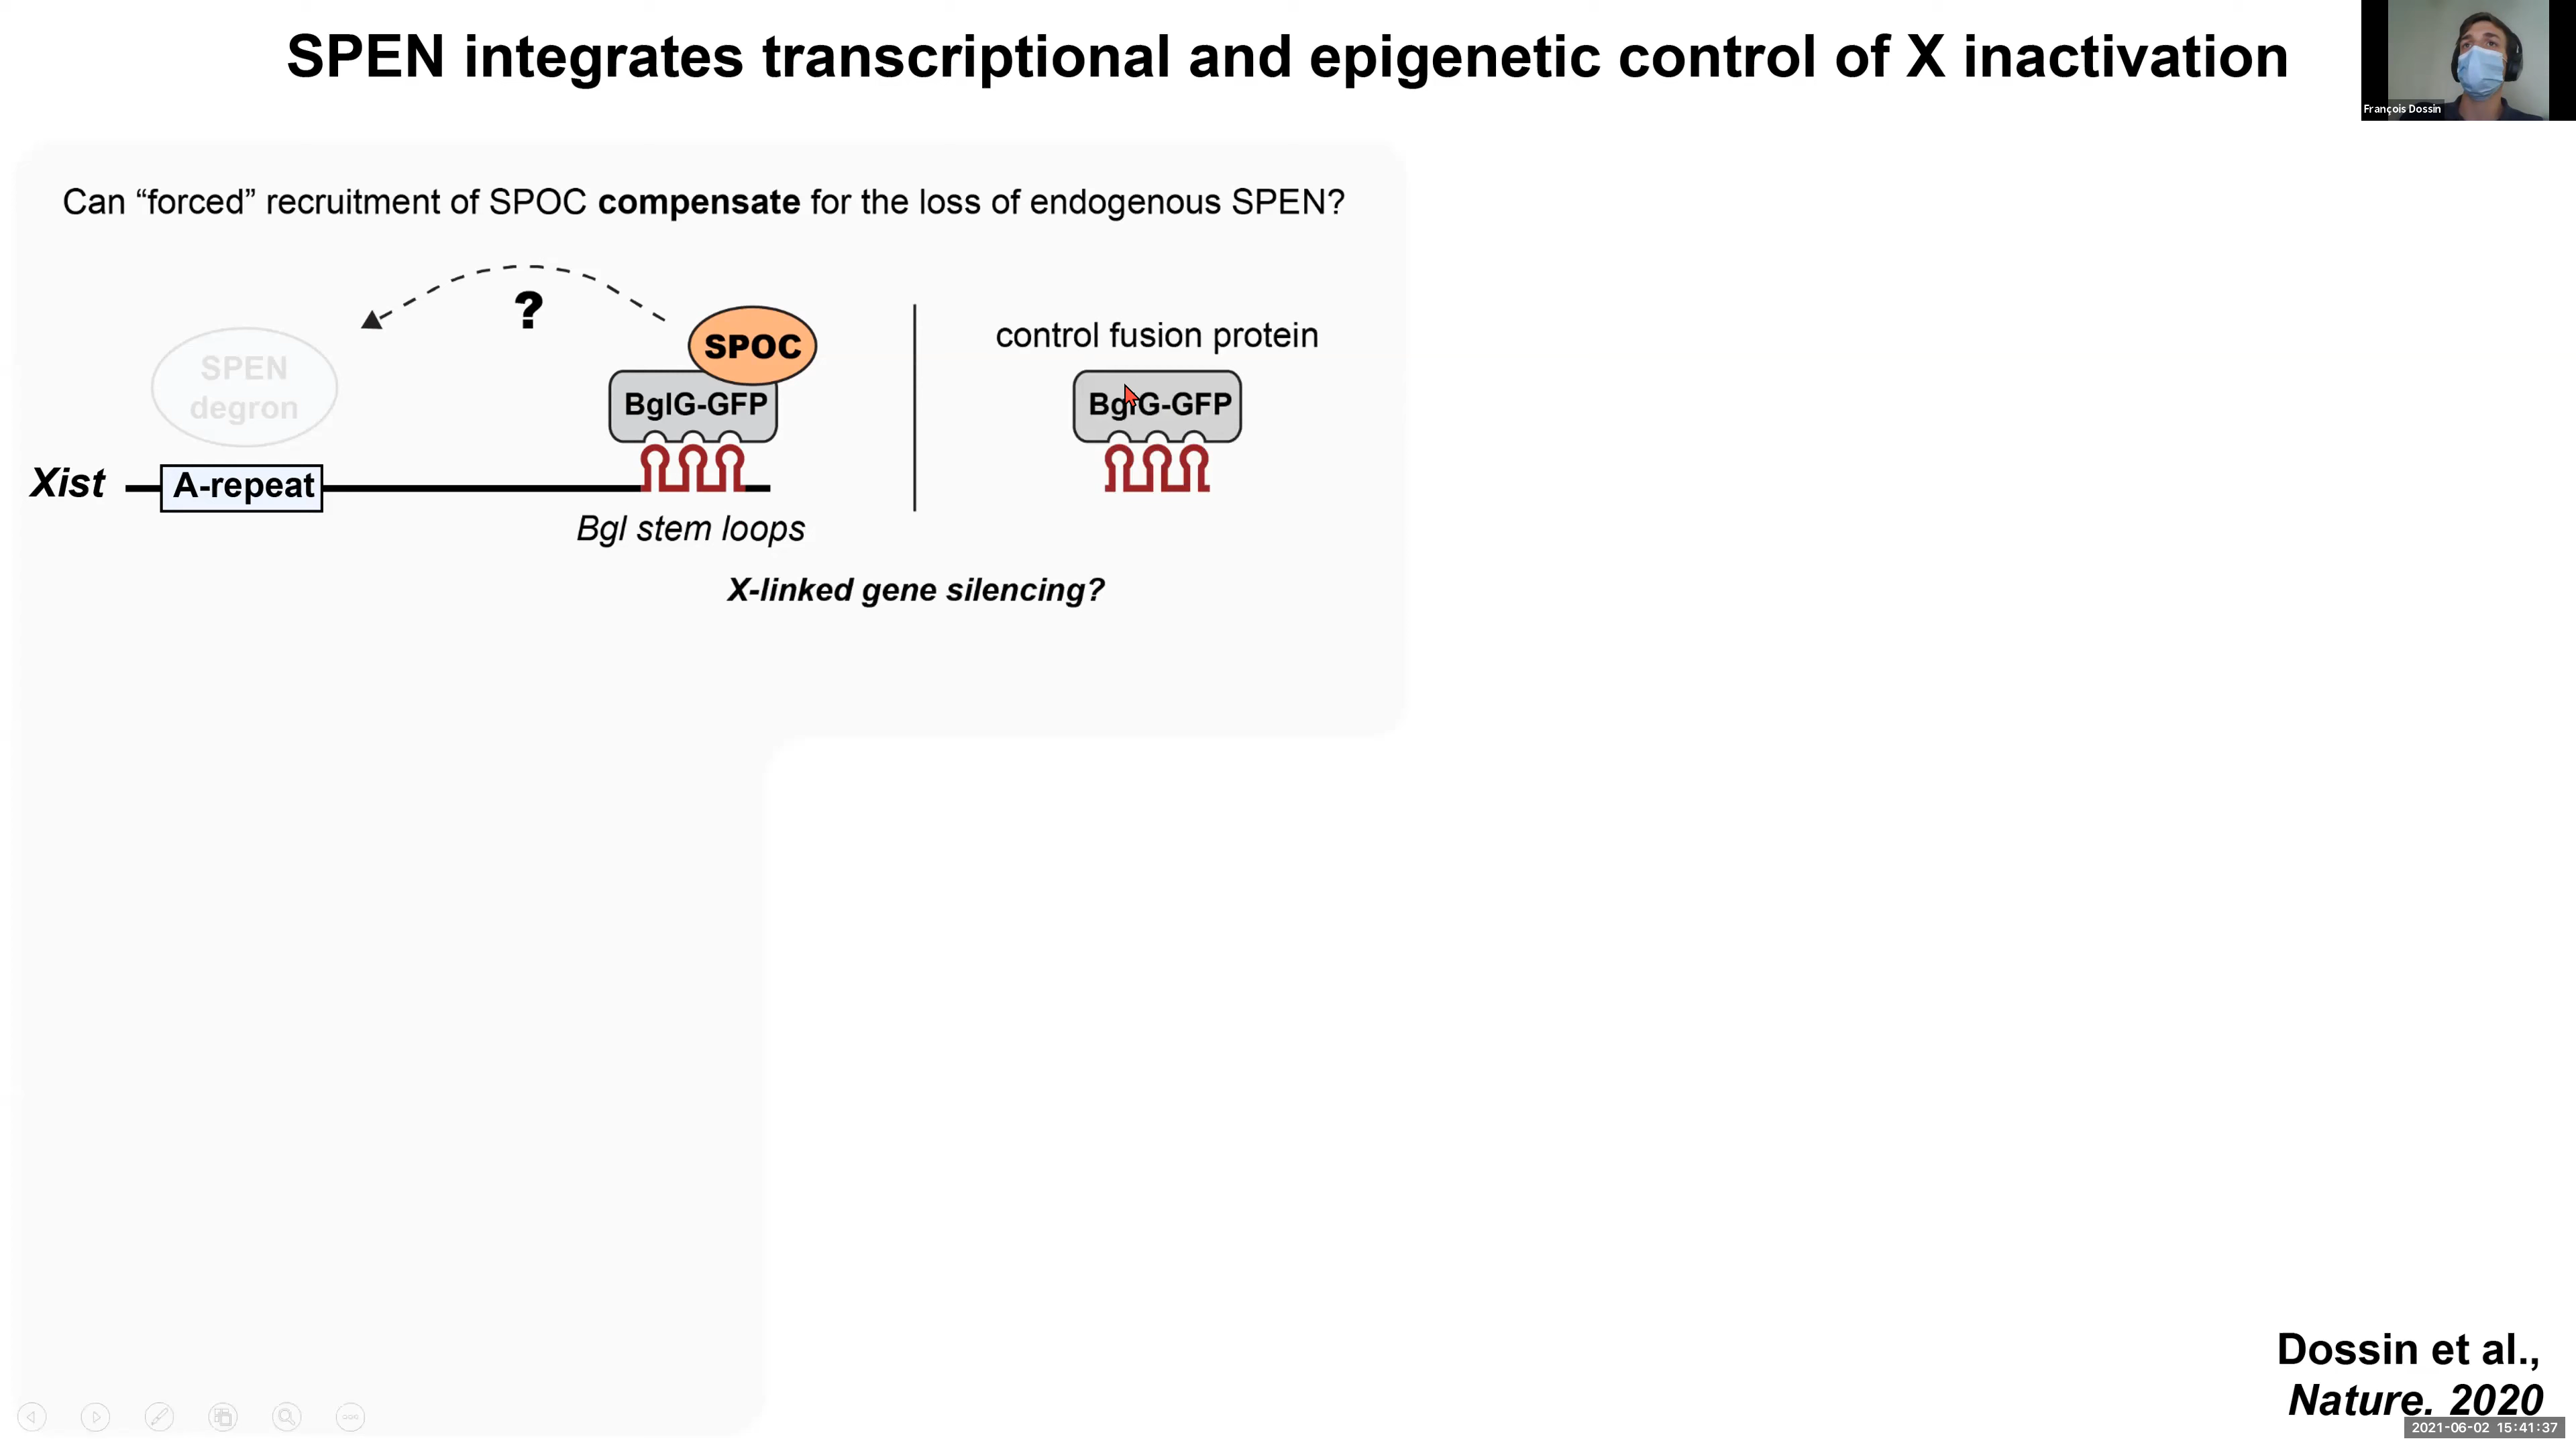 SPEN integrates transcriptional and epigenetic control of X inactivation
François Dossin
Can “forced” recruitment of SPOC compensate for the loss of endogenous SPEN?
?
SPOC
control fusion protein
SPEN
degron
BglG-GFP
BglG-GFP
Xist
A-repeat
Bgl stem loops
X-linked gene silencing?
Dossin et al.,
Nature. 2020
2021-06-02 15:41:37